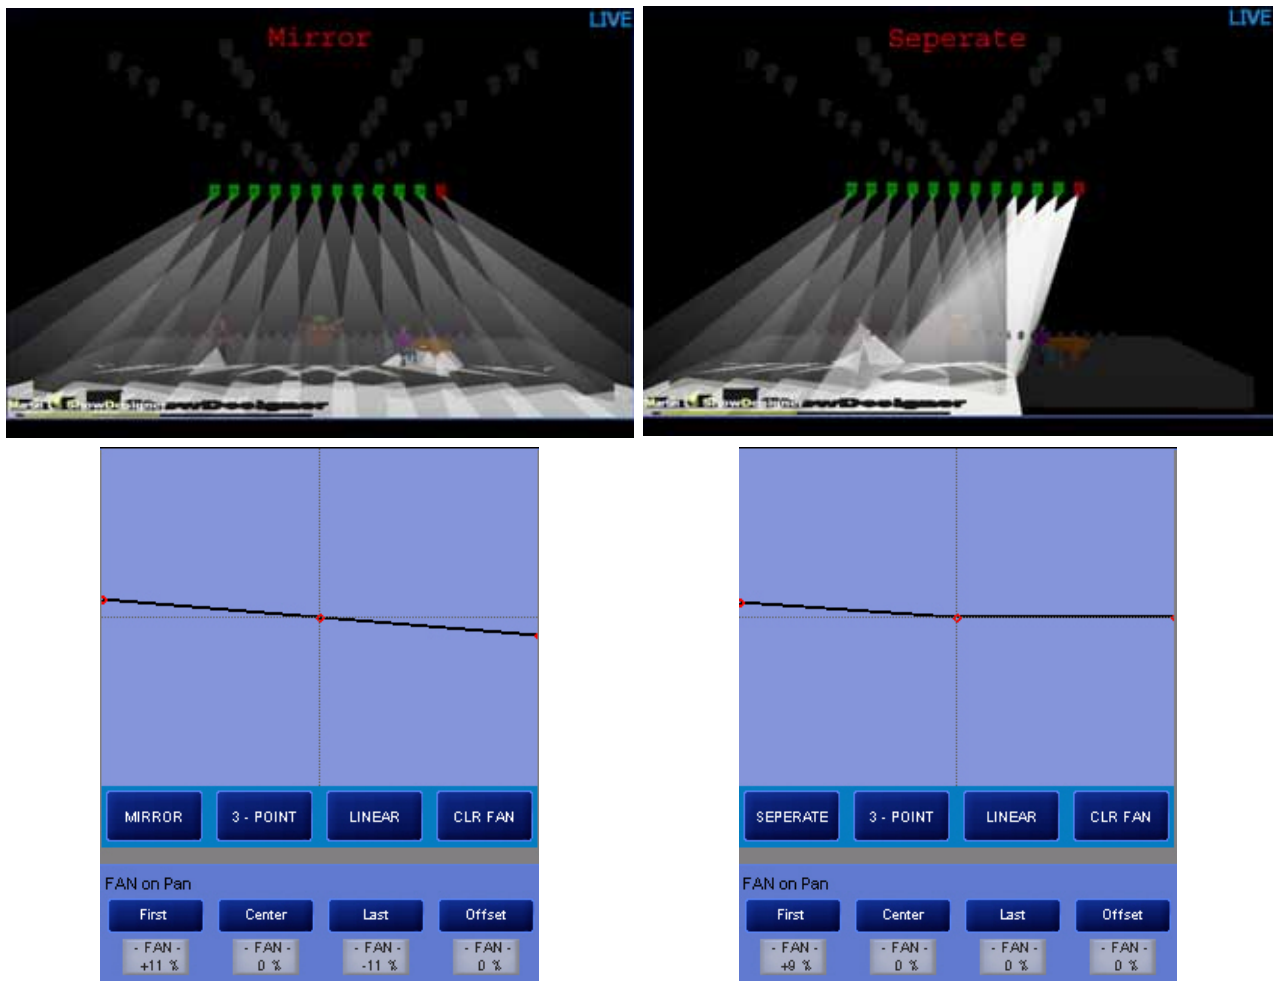 LIVE
Mirror
LIVE
Seperate
ShowDesigner
ShowDesigner
MIRROR
3 - POINT
LINEAR
CLR FAN
SEPERATE
3 - POINT
LINEAR
CLR FAN
FAN on Pan
First
Center
Last
Offset
- FAN -
+11 %
- FAN -
0 %
- FAN -
-11 %
- FAN -
0 %
FAN on Pan
First
Center
Last
Offset
- FAN -
+9 %
- FAN -
0 %
- FAN -
0 %
- FAN -
0 %